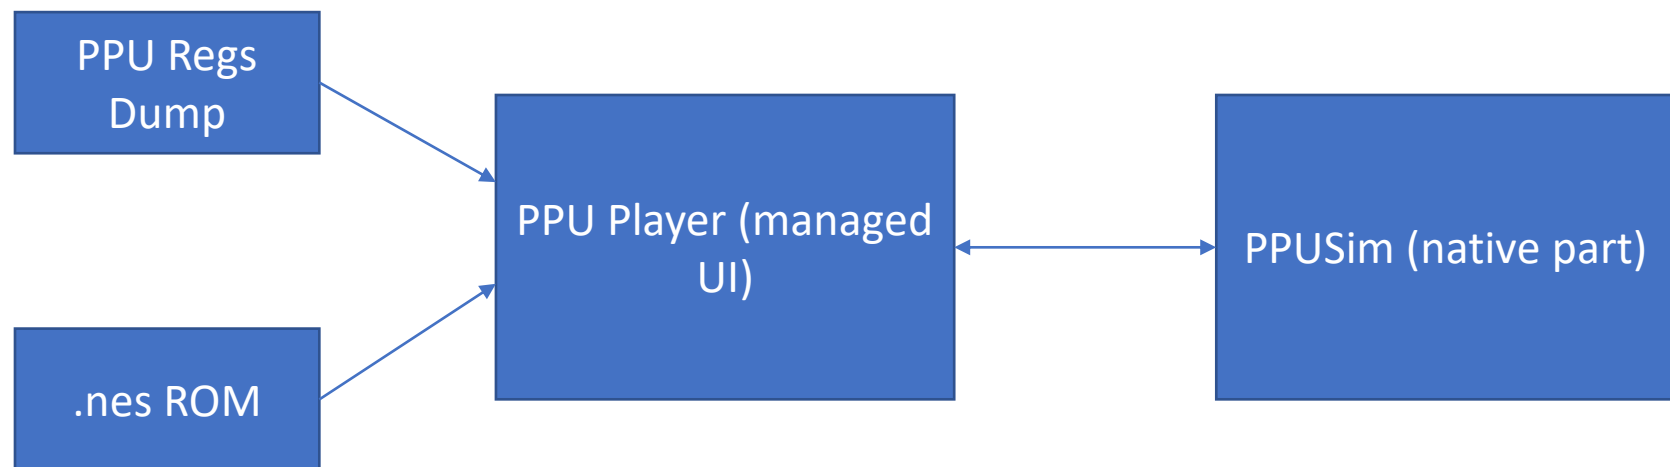 PPU Regs
Dump
.nes ROM
PPU Player (managed
UI)
PPUSim (native part)